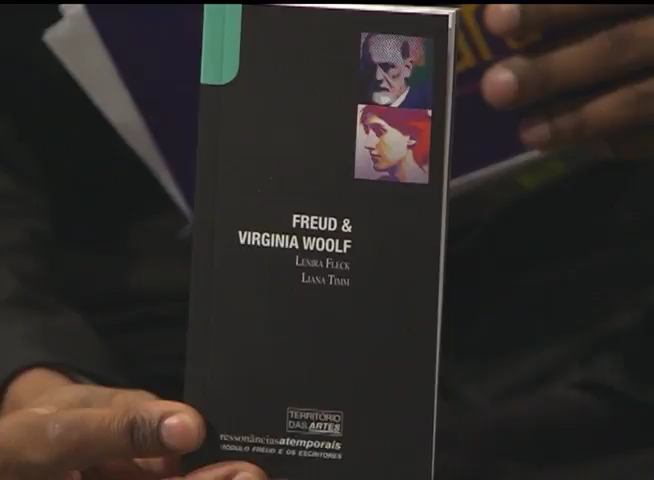 FREUD &
VIRGINIA WOOLF
LENIRA FLECK
LIANA TIMM
TERRITÓRIO
DAS ARTES
ressonânciasatemporais
MÓDULO FREUD E OS ESCRITORES